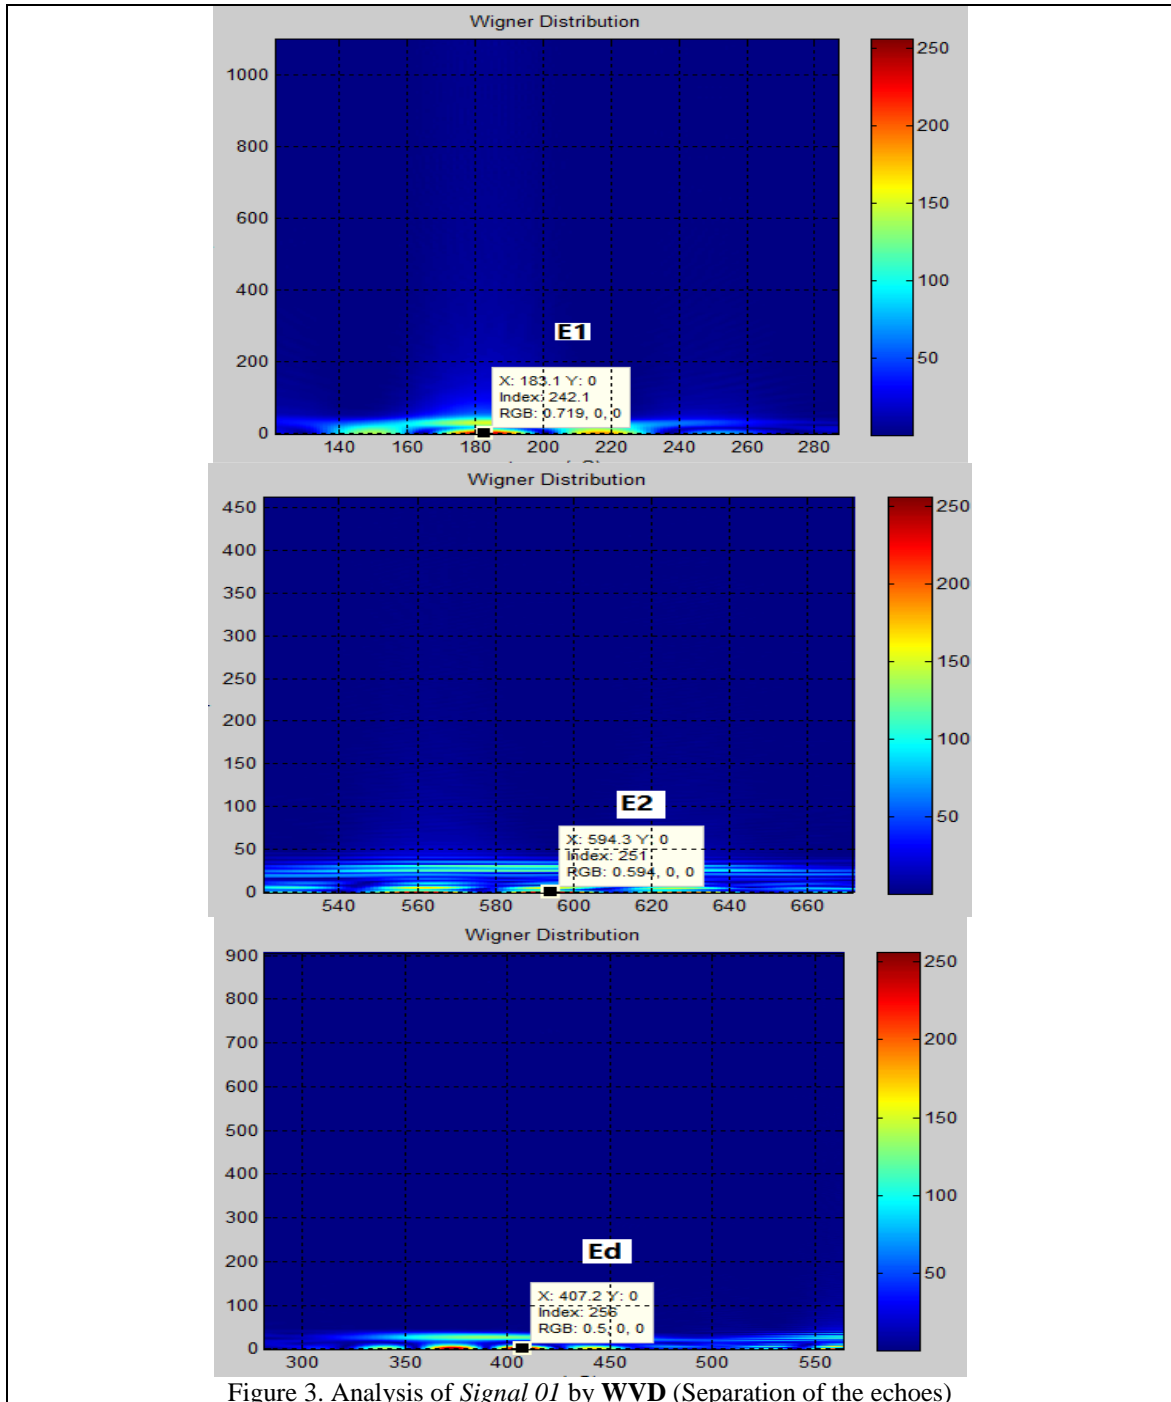 Wigner Distribution
1000
800
600
400
200
0
140 160 180 200 220 240 260 280
250
200
150
100
50
E1
X: 183.1 Y: 0
Index: 242.1
RGB: 0.719, 0, 0
Wigner Distribution
450
400
350
300
250
200
150
100
50
0
540 560 580 600 620 640 660
250
200
150
100
50
E2
X: 594.3 Y: 0
Index: 251
RGB: 0.594, 0, 0
Wigner Distribution
900
800
700
600
500
400
300
200
100
0
300 350 400 450 500 550
250
200
150
100
50
Ed
X: 407.2 Y: 0
Index: 256
RGB: 0.5, 0, 0
Figure 3. Analysis of Signal 01 by WVD (Separation of the echoes)